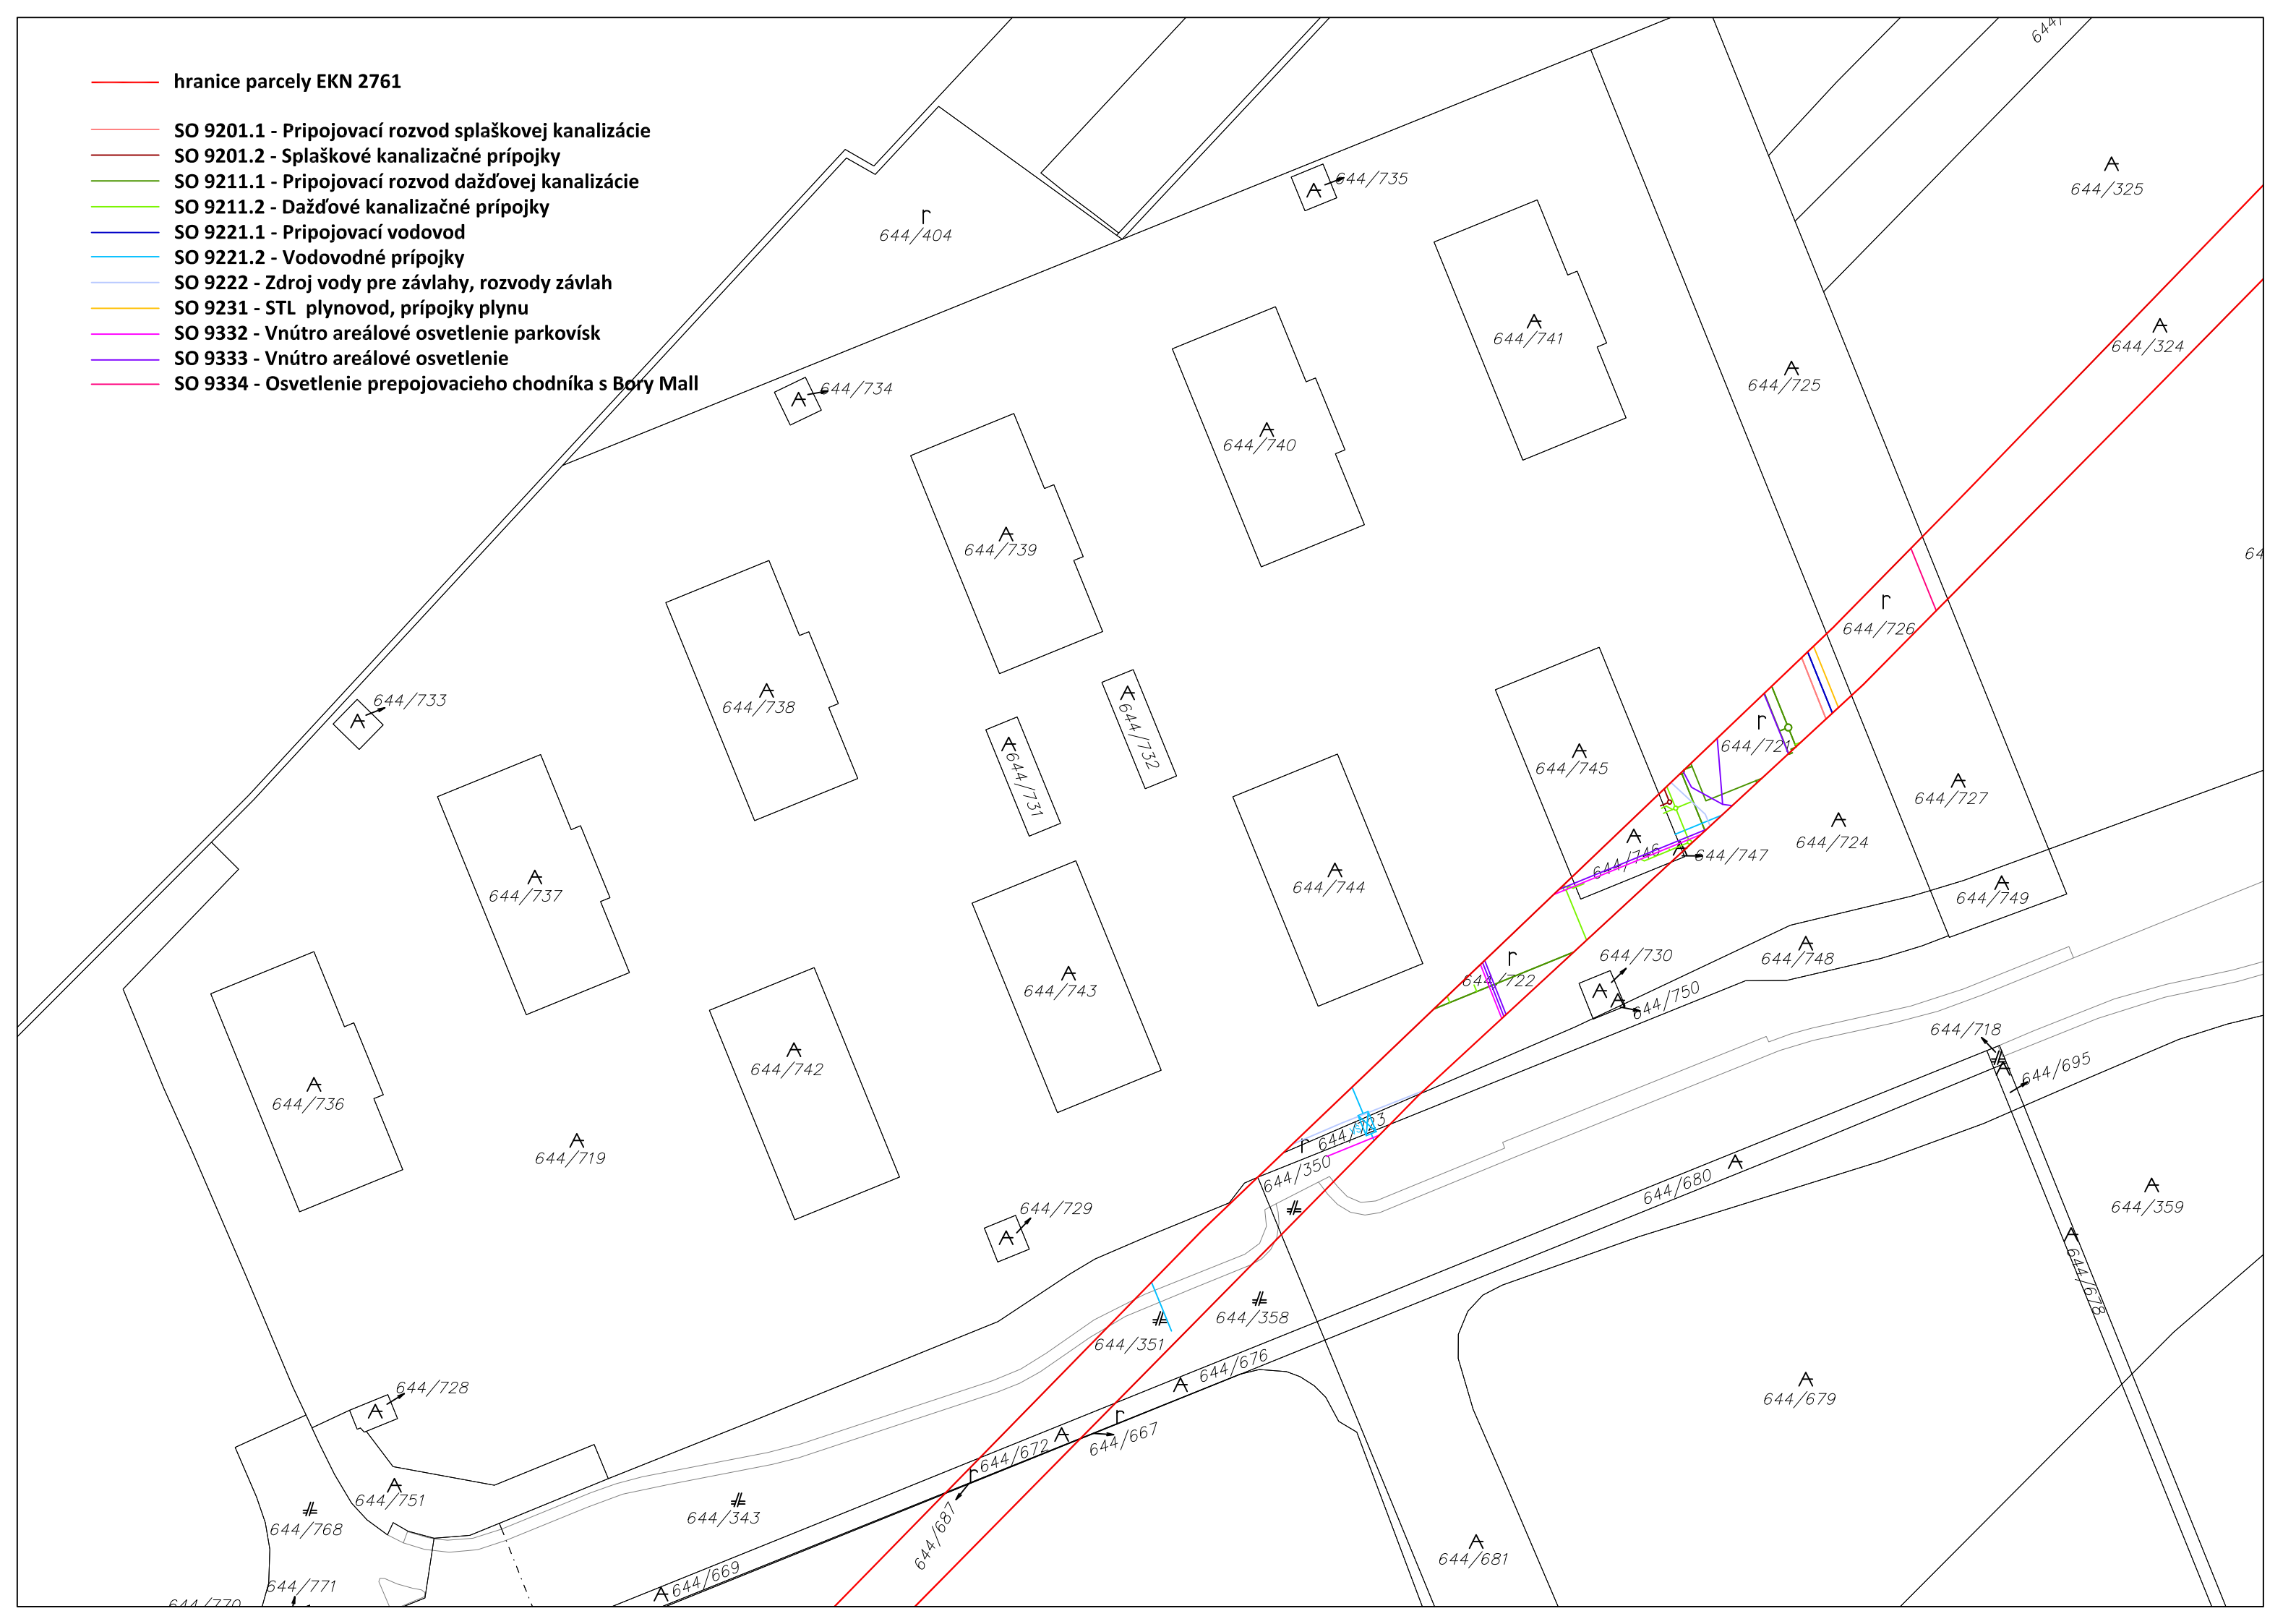 hranice parcely EKN 2761
SO 9201.1 - Pripojovací rozvod splaškovej kanalizácie
SO 9201.2 - Splaškové kanalizačné prípojky
SO 9211.1 - Pripojovací rozvod dažďovej kanalizácie
SO 9211.2 - Dažďové kanalizačné prípojky
SO 9221.1 - Pripojovací vodovod
SO 9221.2 - Vodovodné prípojky
SO 9222 - Zdroj vody pre závlahy, rozvody závlah
SO 9231 - STL  plynovod, prípojky plynu
SO 9332 - Vnútro areálové osvetlenie parkovísk
SO 9333 - Vnútro areálové osvetlenie
SO 9334 - Osvetlenie prepojovacieho chodníka s Bory Mall
r
644/404
644/735
644/325
644/734
644/741
644/324
644/725
644/740
644/739
r
644/726
644/733
644/738
644/732
644/731
r
644/721
644/745
644/727
644/737
644/744
644/746
644/747
644/724
644/749
644/748
644/743
r
644/722
644/730
644/750
644/718
644/695
644/742
644/736
644/719
r
644/723
644/350
644/680
644/359
644/729
644/678
644/358
644/351
644/676
644/679
644/728
r
644/667
r
644/672
644/687
644/751
644/768
644/343
644/681
644/669
644/771
644/770